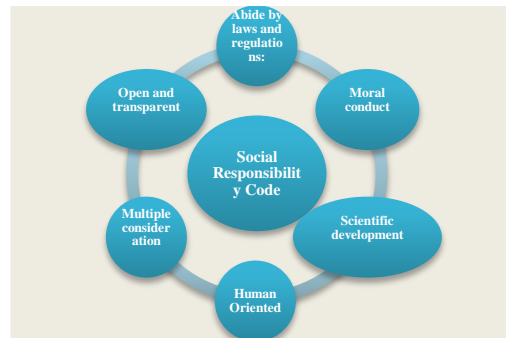 Abide by
laws and
regulatio
ns:
Moral
conduct
Scientific
development
Human
Oriented
Multiple
consider
ation
Open and
transparent
Social
Responsibilit
y Code